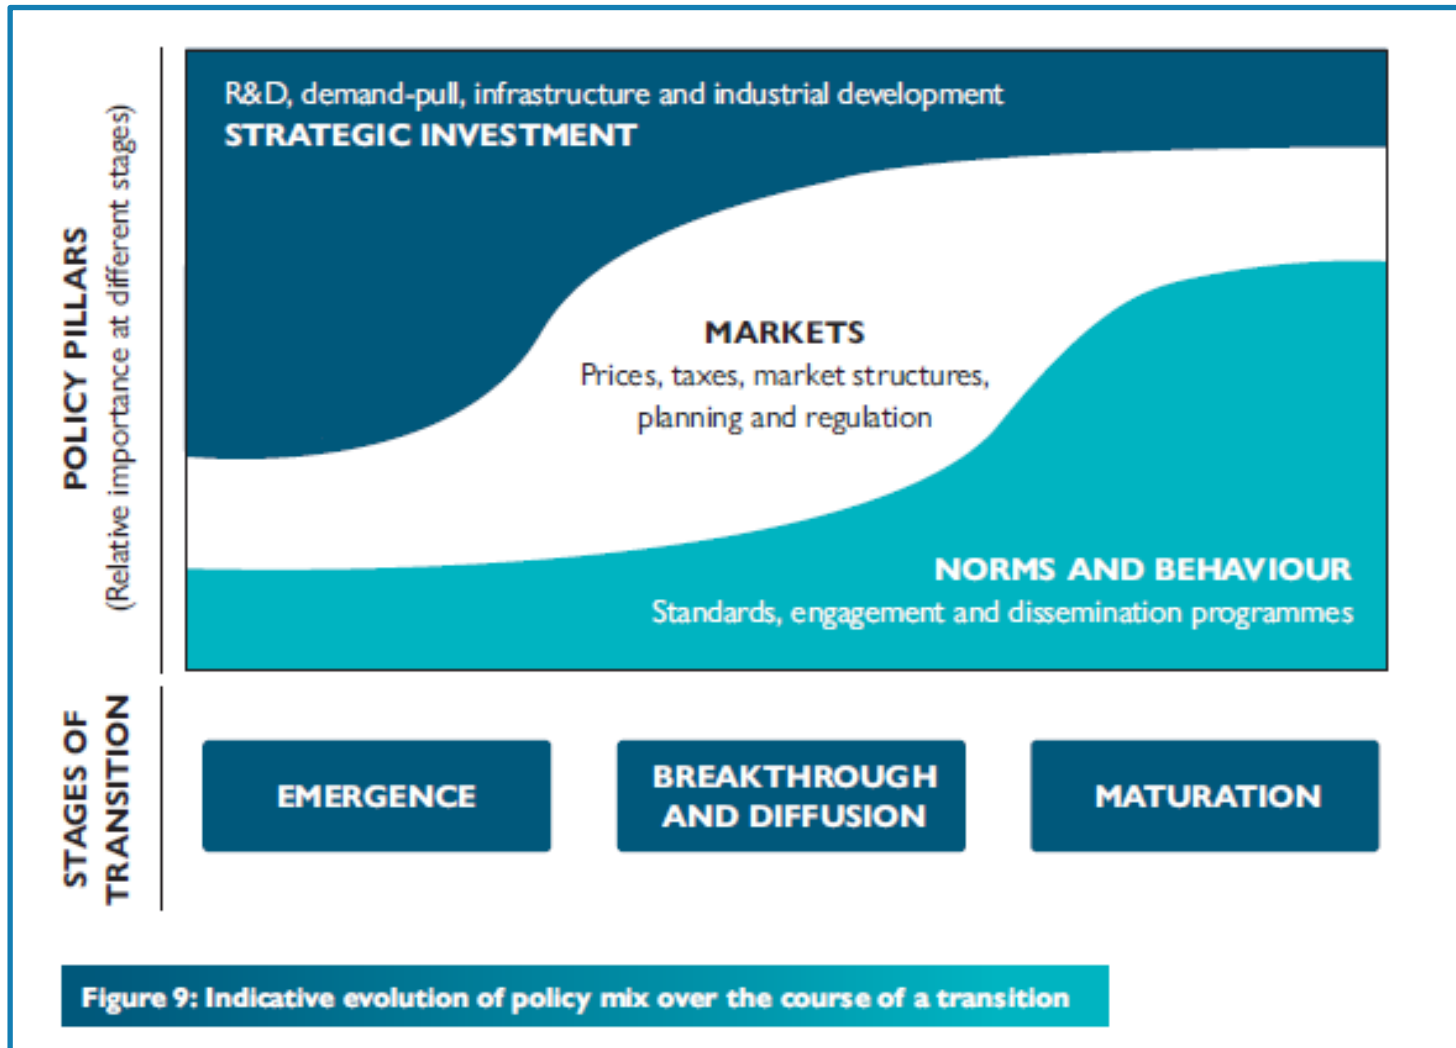 POLICY PILLARS
(Relative importance at different stages)
R&D, demand-pull, infrastructure and industrial development
STRATEGIC INVESTMENT
MARKETS
Prices, taxes, market structures,
planning and regulation
NORMS AND BEHAVIOUR
Standards, engagement and dissemination programmes
STAGES OF
TRANSITION
EMERGENCE
BREAKTHROUGH
AND DIFFUSION
MATURATION
Figure 9: Indicative evolution of policy mix over the course of a transition